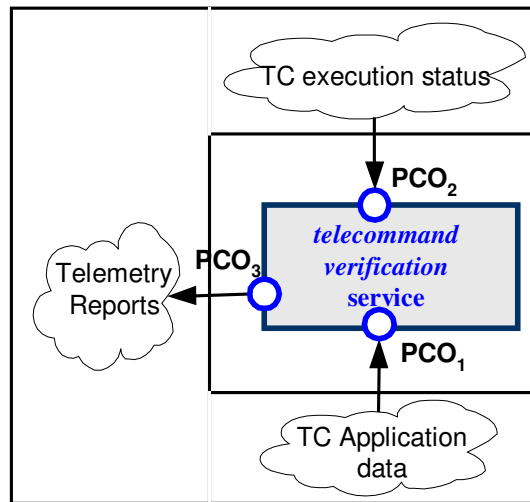 TC execution status
PCO2
telecommand
verification
service
PCO3
Telemetry
Reports
PCO1
TC Application
data